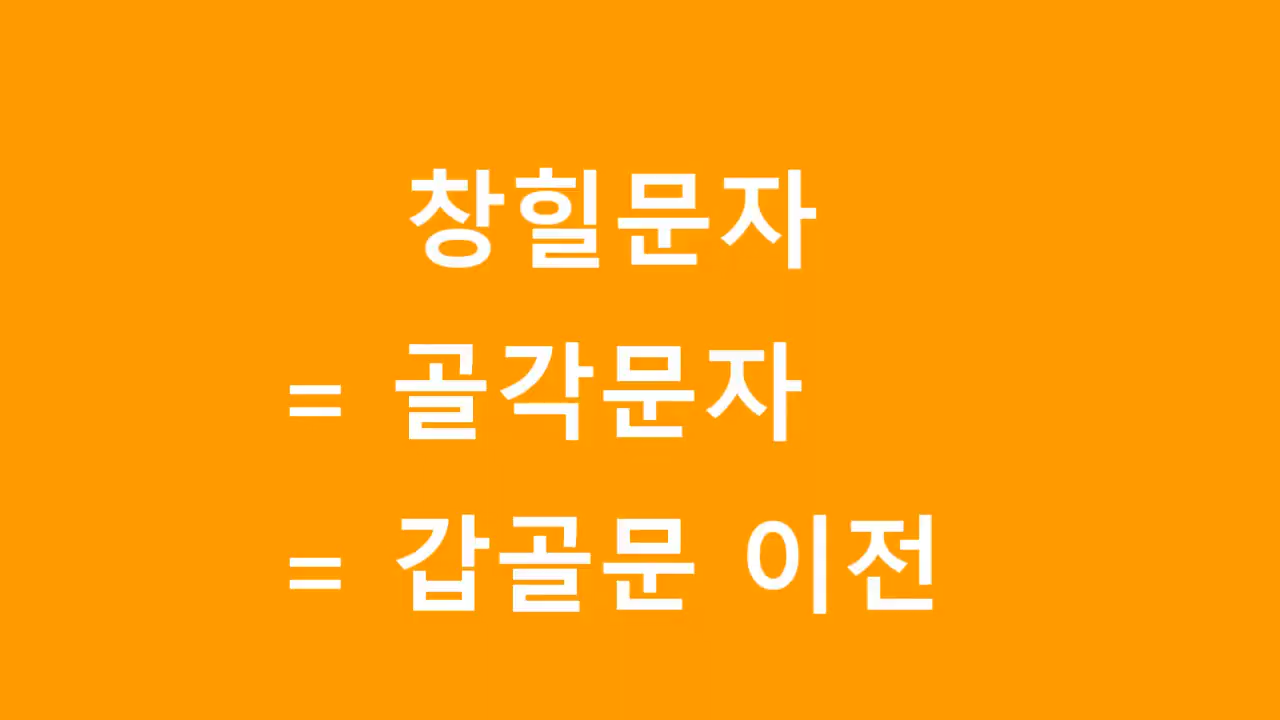 창힐문자
= 골각문자
= 갑골문 이전